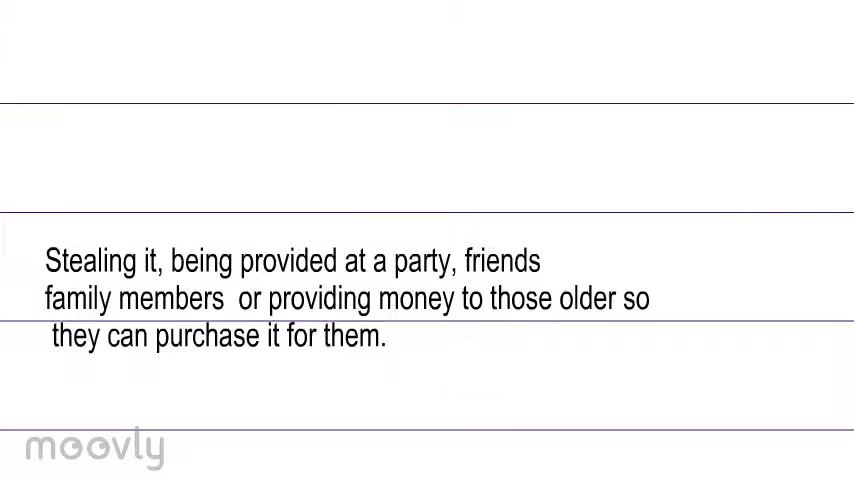 Stealing it, being provided at a party, friends
family members  or providing money to those older so
they can purchase it for them.
moovly